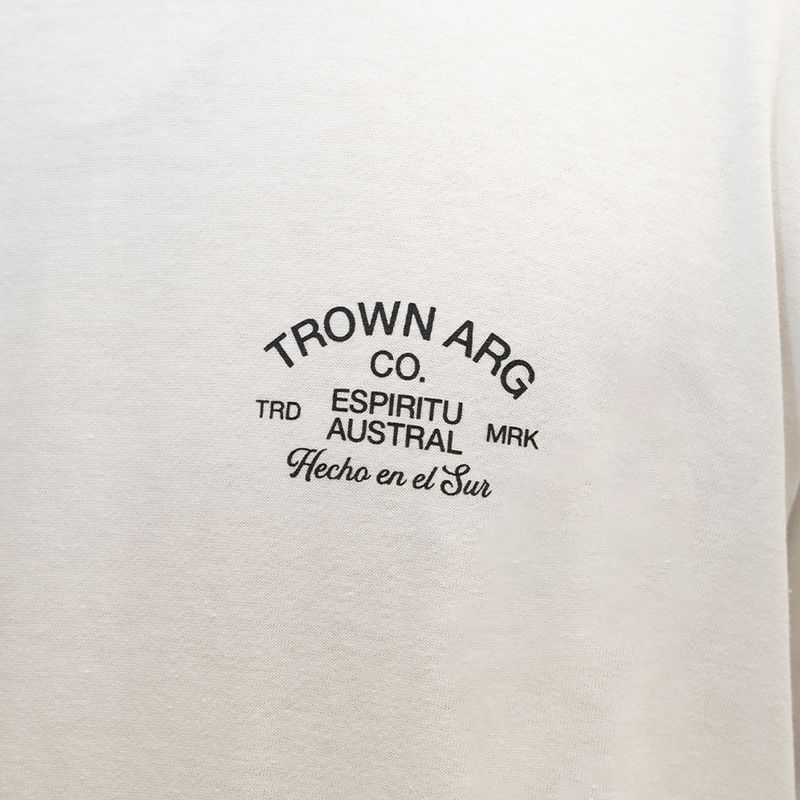 TROWN ARG
CO.
TRD ESPIRITU AUSTRAL MRK
Hecho en el Sur